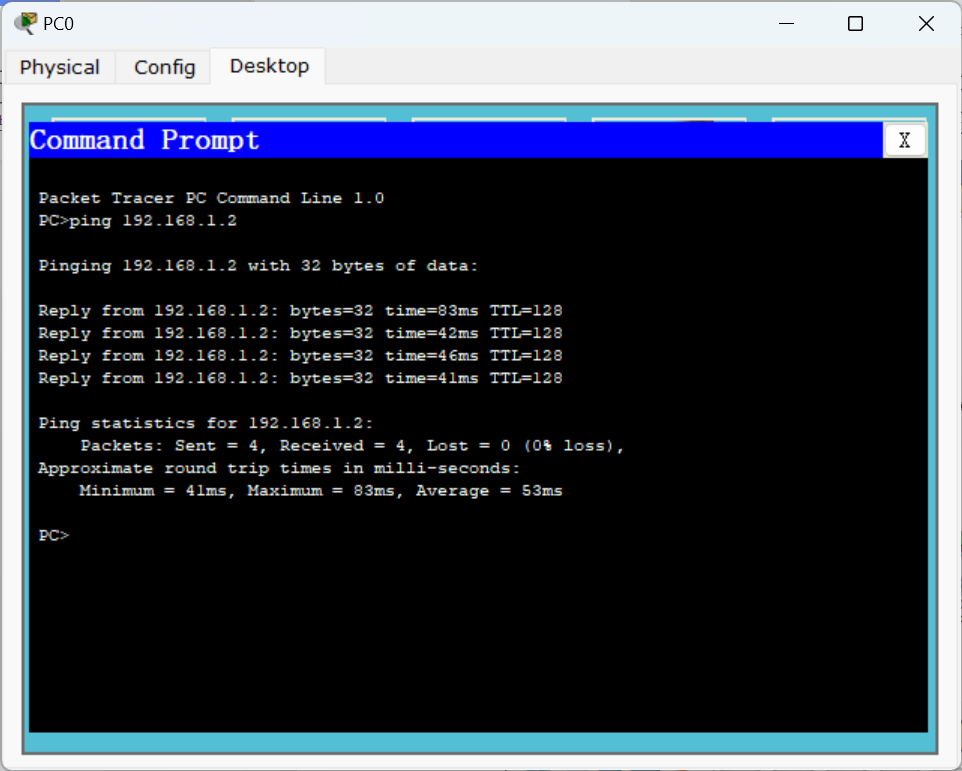 PC0
Physical Config Desktop
Command Prompt X
Packet Tracer PC Command Line 1.0
PC>ping 192.168.1.2
Pinging 192.168.1.2 with 32 bytes of data:
Reply from 192.168.1.2: bytes=32 time=83ms TTL=128
Reply from 192.168.1.2: bytes=32 time=42ms TTL=128
Reply from 192.168.1.2: bytes=32 time=46ms TTL=128
Reply from 192.168.1.2: bytes=32 time=41ms TTL=128
Ping statistics for 192.168.1.2:
Packets: Sent = 4, Received = 4, Lost = 0 (0% loss),
Approximate round trip times in milli-seconds:
Minimum = 41ms, Maximum = 83ms, Average = 53ms
PC>